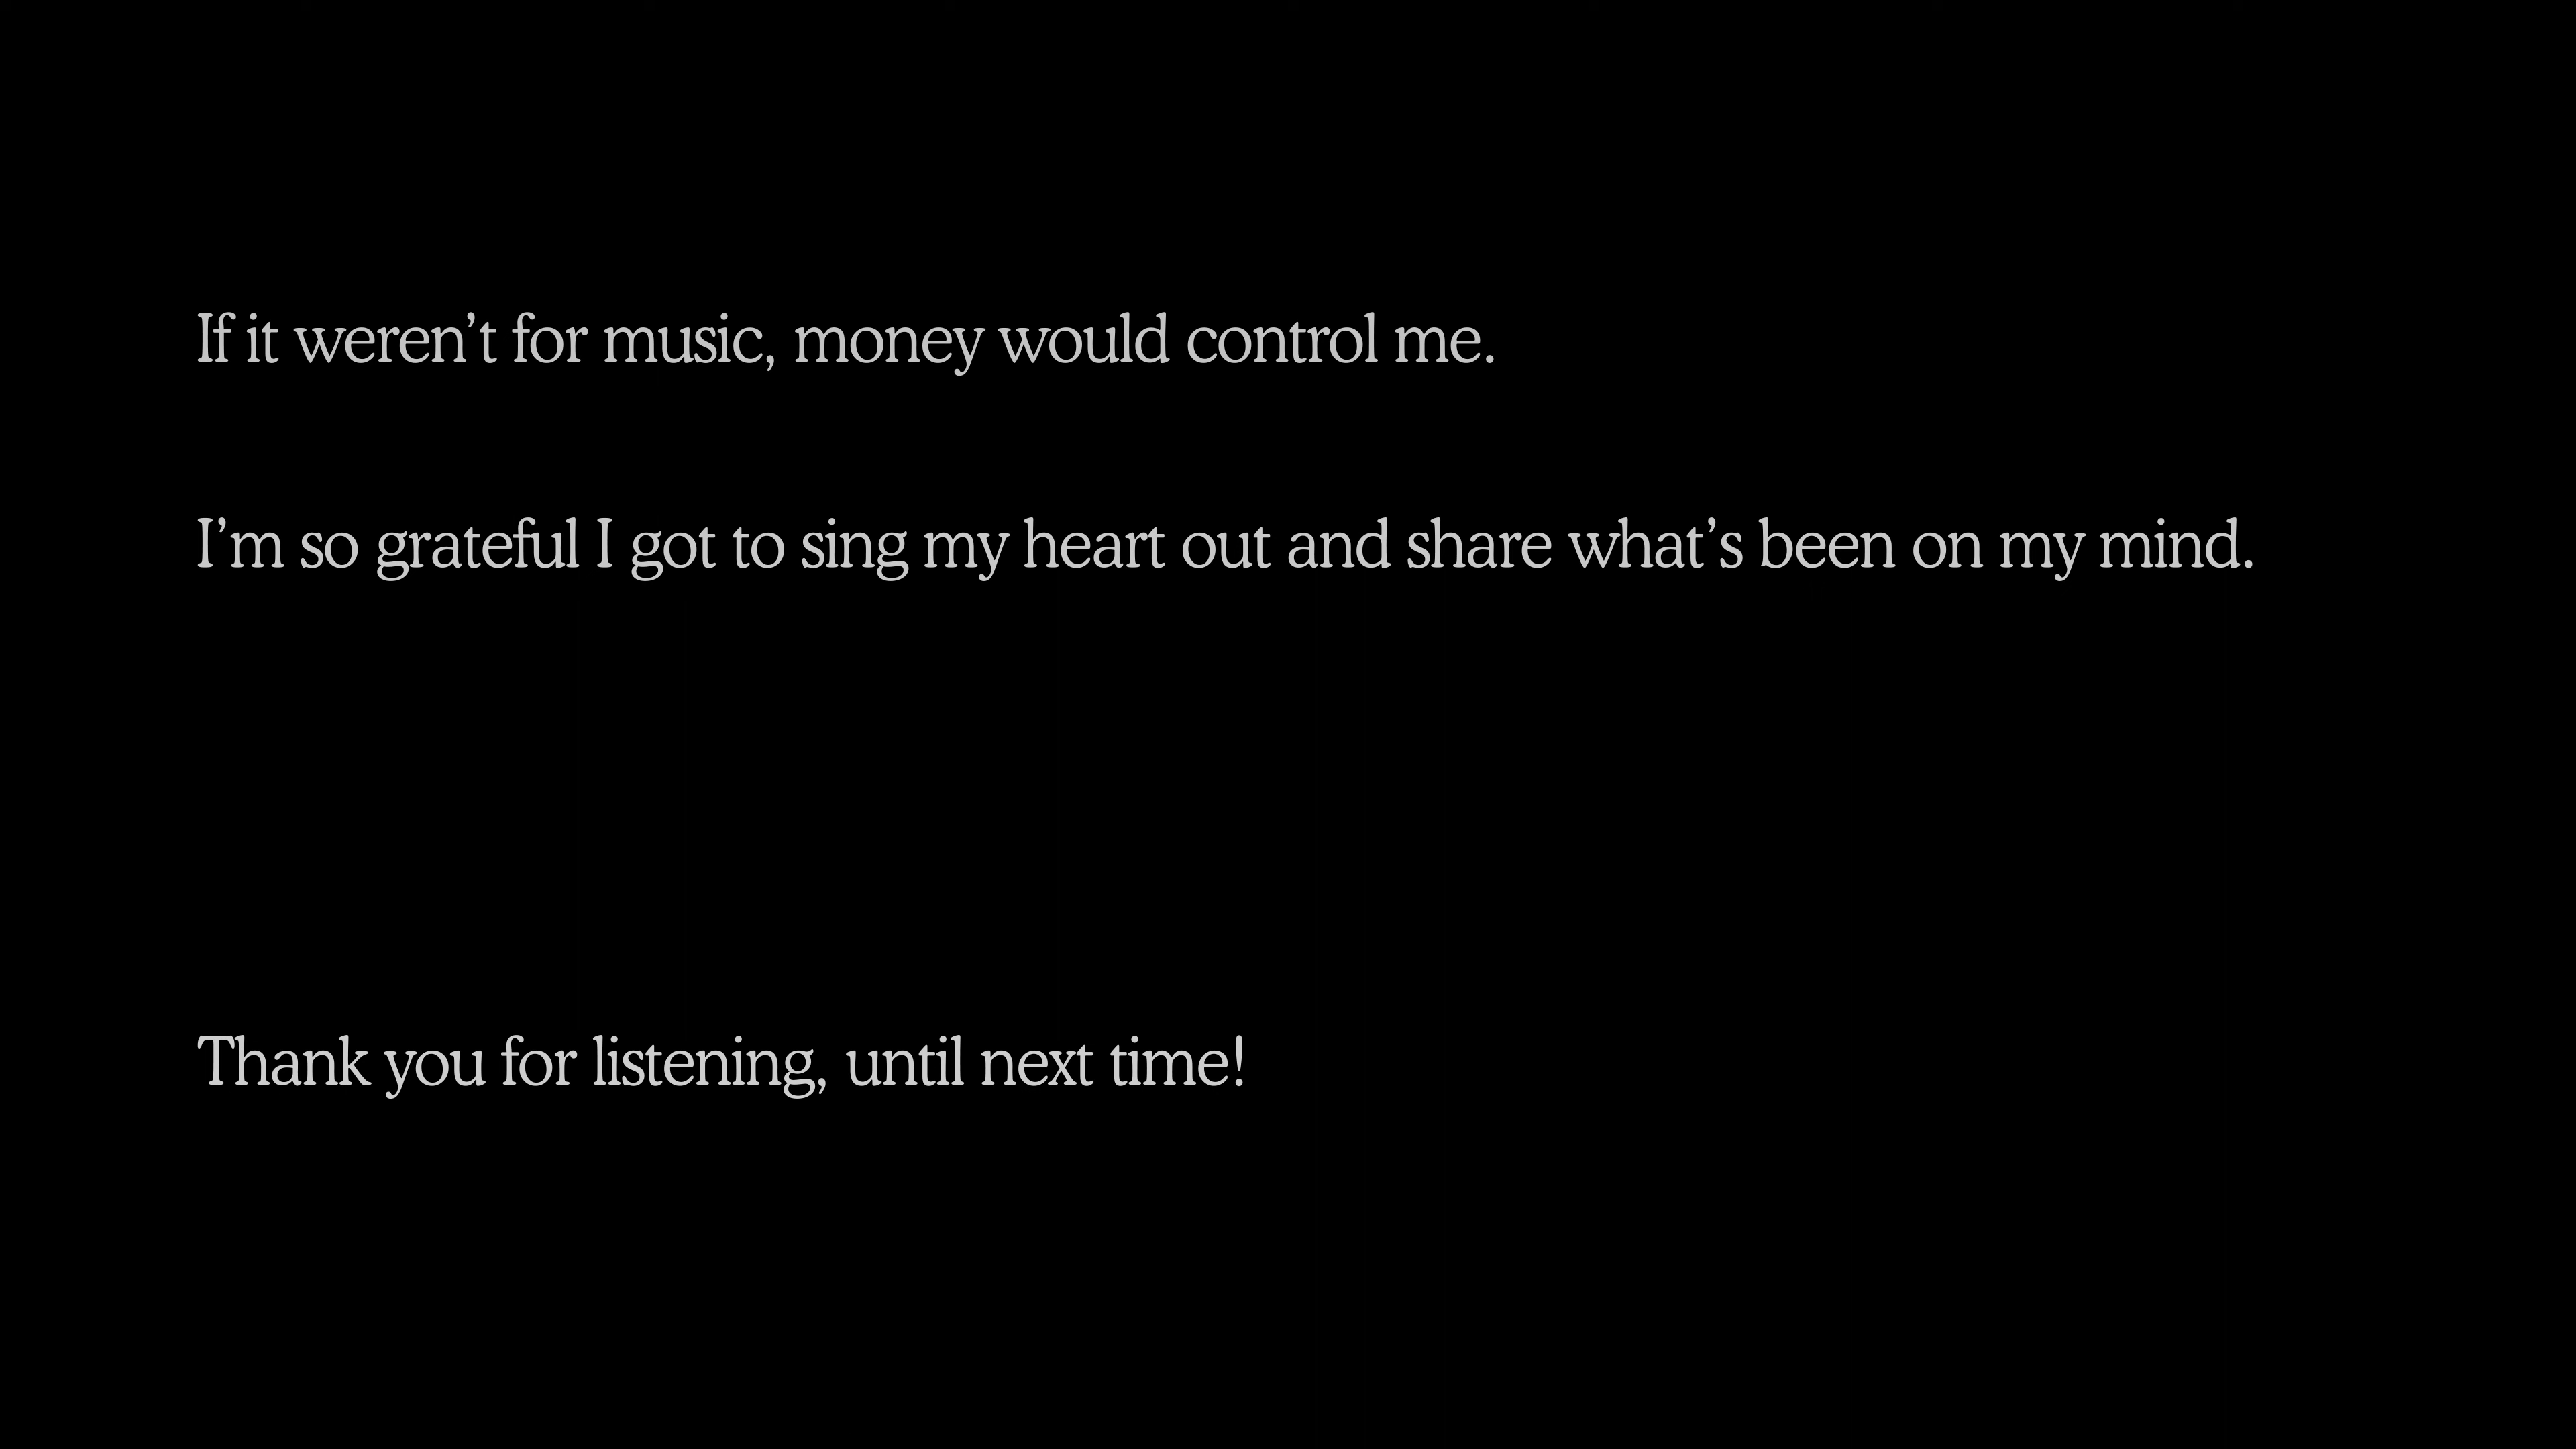 If it weren’t for music, money would control me.
I’m so grateful I got to sing my heart out and share what’s been on my mind.
Thank you for listening, until next time!